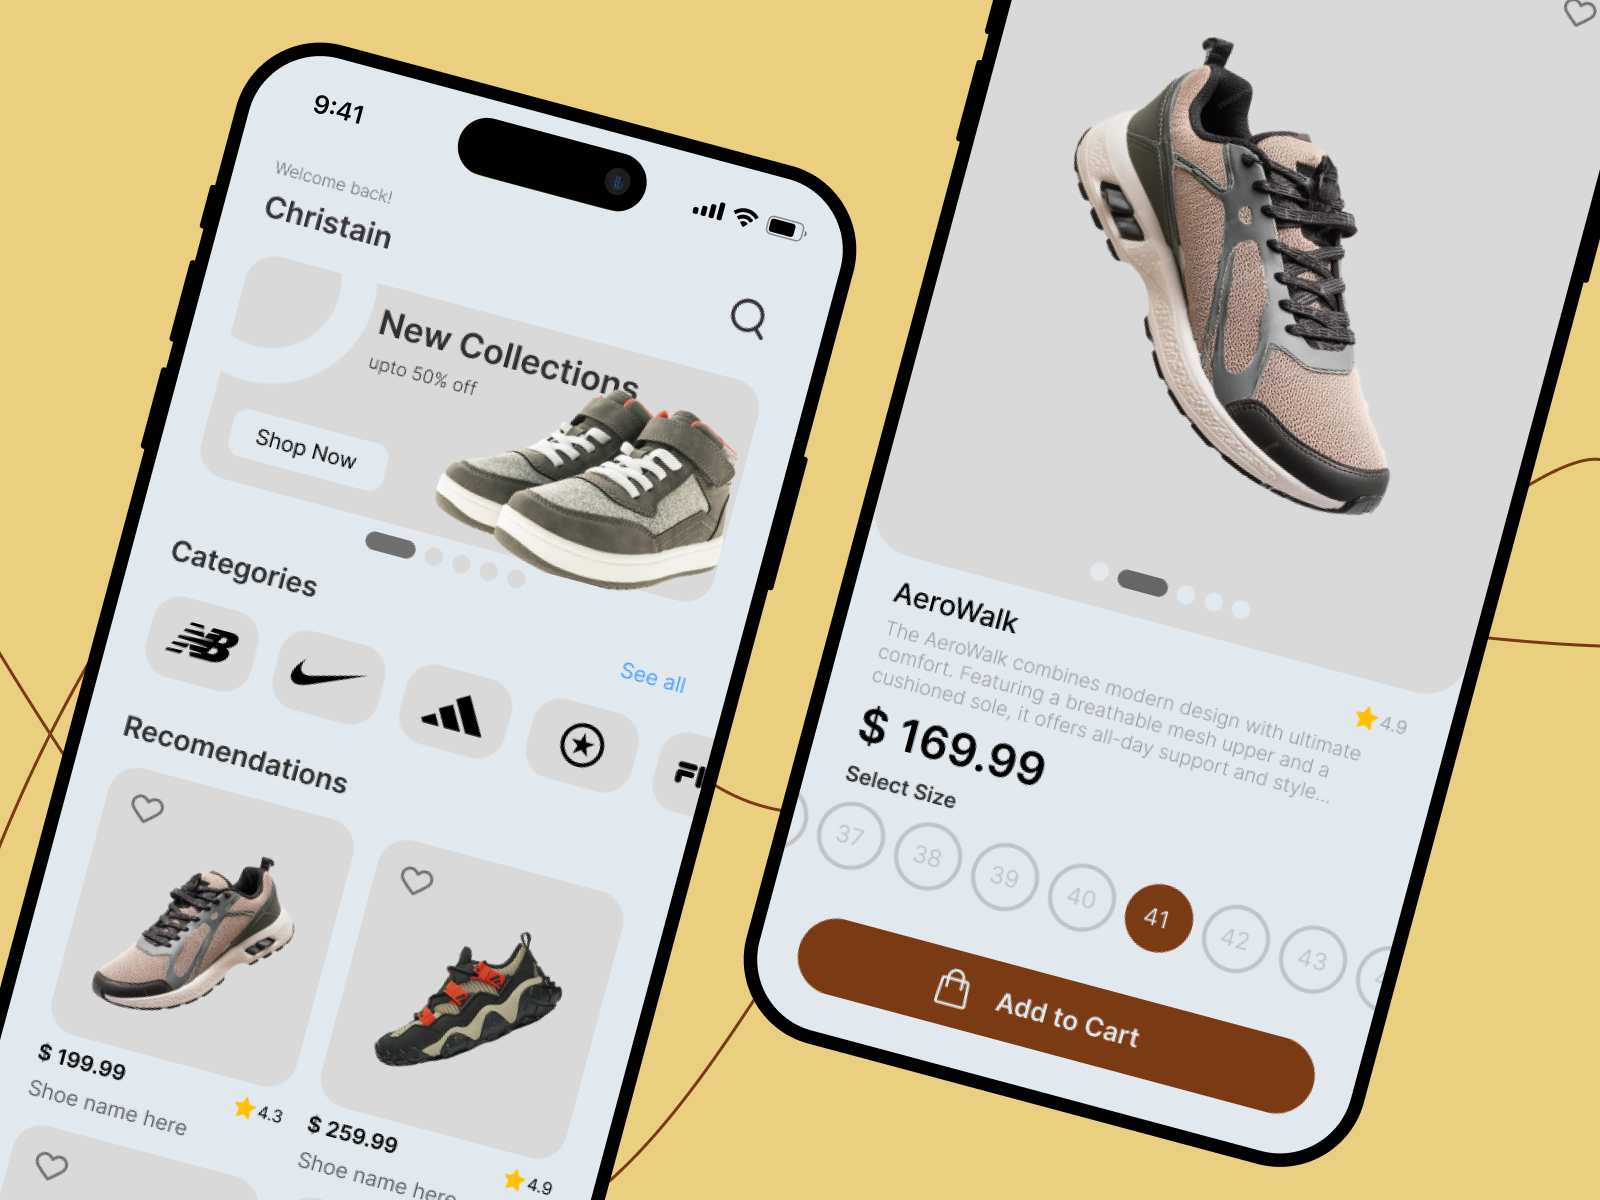 9:41
Welcome back!
Christain
New Collections
upto 50% off
Shop Now
Categories
See all
NB
FI
Recomendations
$ 199.99
Shoe name here
4.3
$ 259.99
Shoe name here
4.9
AeroWalk
4.9
The AeroWalk combines modern design with ultimate
comfort. Featuring a breathable mesh upper and a
cushioned sole, it offers all-day support and style...
$ 169.99
Select Size
37
38
39
40
41
42
43
4
Add to Cart